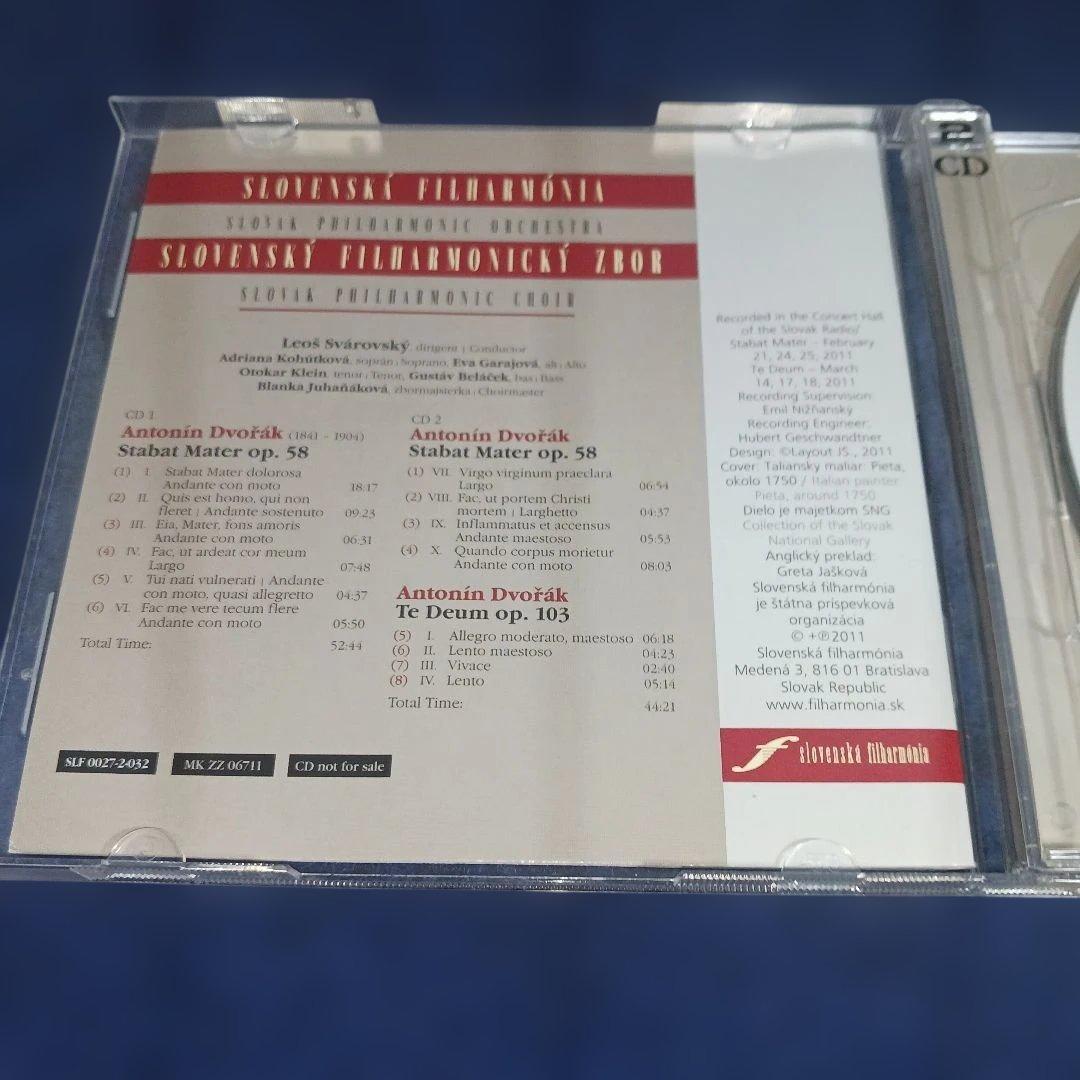 SLOVENSKÁ FILHARMÓNIA
SLOVAK PHILHARMONIC ORCHESTRA
SLOVENSKÝ FILHARMONICKÝ ZBOR
SLOVAK PHILHARMONIC CHOIR
Leoš Svárovský, dirigent | Conductor
Adriana Kohútková, soprán | Soprano, Eva Garajová, alt | Alto
Otokar Klein, tenor | Tenor, Gustáv Beláček, bas | Bass
Blanka Juhaňáková, zbormajsterka | Choirmaster
CD 1
Antonín Dvořák (1841 - 1904)
Stabat Mater op. 58
(1) I. Stabat Mater dolorosa
Andante con moto 18:17
(2) II. Quis est homo, qui non
fleret | Andante sostenuto 09:23
(3) III. Eia, Mater, fons amoris
Andante con moto 06:31
(4) IV. Fac, ut ardeat cor meum
Largo 07:48
(5) V. Tui nati vulnerati | Andante
con moto, quasi allegretto 04:37
(6) VI. Fac me vere tecum flere
Andante con moto 05:50
Total Time: 52:44
CD 2
Antonín Dvořák
Stabat Mater op. 58
(1) VII. Virgo virginum praeclara
Largo 06:54
(2) VIII. Fac, ut portem Christi
mortem | Larghetto 04:37
(3) IX. Inflammatus et accensus
Andante maestoso 05:53
(4) X. Quando corpus morietur
Andante con moto 08:03
Antonín Dvořák
Te Deum op. 103
(5) I. Allegro moderato, maestoso 06:18
(6) II. Lento maestoso 04:23
(7) III. Vivace 02:40
(8) IV. Lento 05:14
Total Time: 44:21
SLF 0027-2-032
MK ZZ 06711
CD not for sale
Recorded in the Concert Hall
of the Slovak Radio/
Stabat Mater – February
21, 24, 25, 2011
Te Deum – March
14, 17, 18, 2011
Recording Supervision:
Emil Nižňanský
Recording Engineer:
Hubert Geschwandtner
Design: ©Layout JS., 2011
Cover: Taliansky maliar: Pieta,
okolo 1750 / Italian painter
Pieta, around 1750
Dielo je majetkom SNG
Collection of the Slovak
National Gallery
Anglický preklad:
Greta Jašková
Slovenská filharmónia
je štátna príspevková
organizácia
© +℗2011
Slovenská filharmónia
Medená 3, 816 01 Bratislava
Slovak Republic
www.filharmonia.sk
f slovenská filharmónia
2
CD